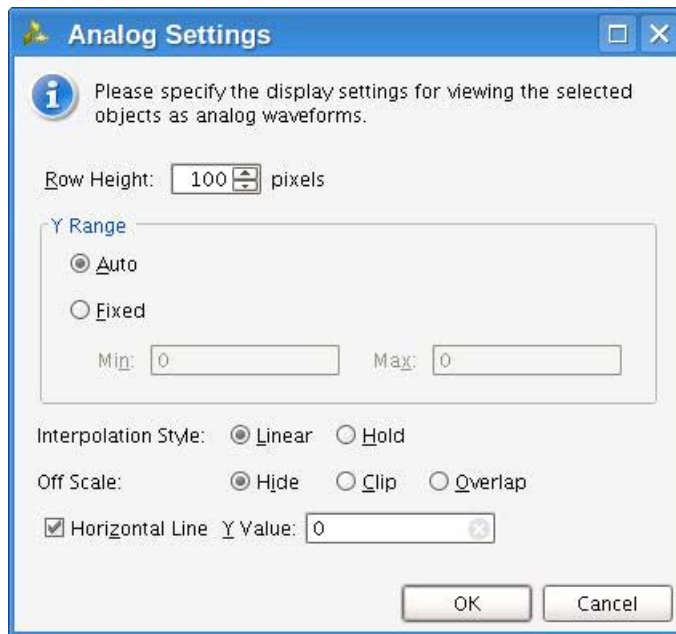 Analog Settings
Please specify the display settings for viewing the selected
objects as analog waveforms.
Row Height: 100 pixels
Y Range
Auto
Fixed
Min: 0 Max: 0
Interpolation Style: Linear Hold
Off Scale: Hide Clip Overlap
Horizontal Line Y Value: 0
OK Cancel